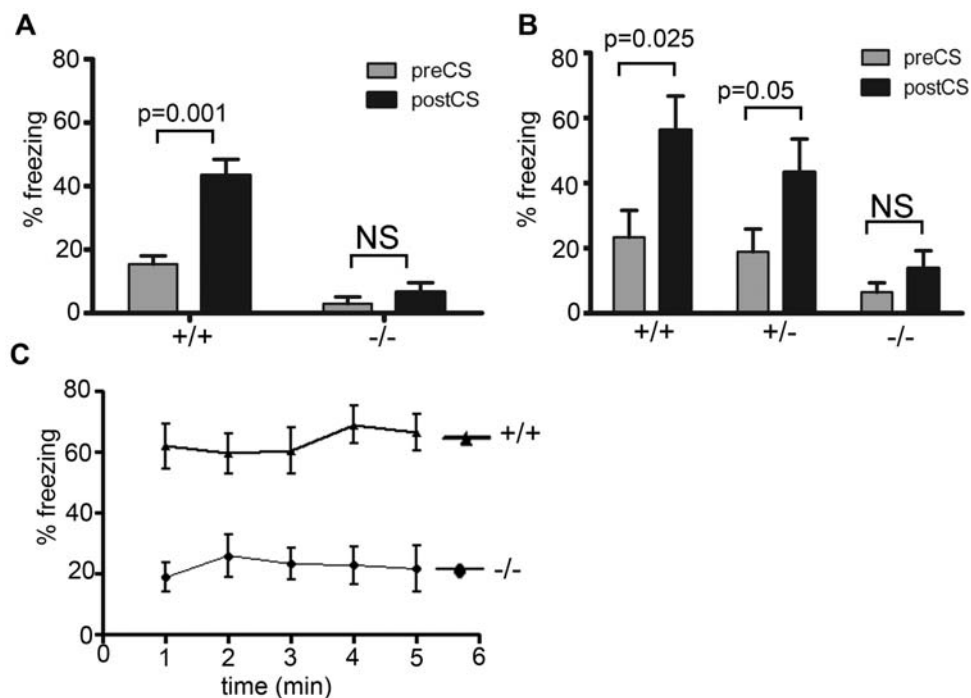 A
80
60
40
20
0
% freezing
preCS
postCS
p=0.001
NS
+/+
-/-
B
80
60
40
20
0
% freezing
preCS
postCS
p=0.025
p=0.05
NS
+/+
+/-
-/-
C
80
60
40
20
0
% freezing
+/+
-/-
0 1 2 3 4 5 6
time (min)